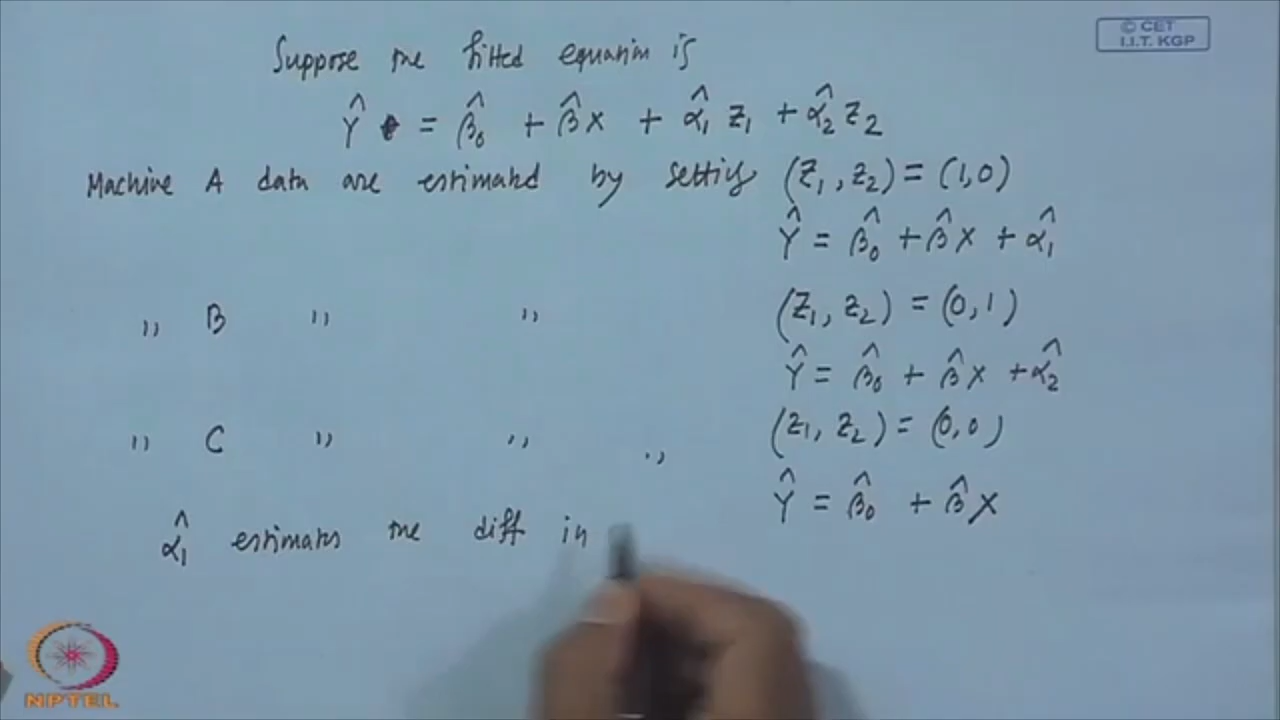 © CET
I.I.T. KGP
Suppose the fitted equation is
Ŷ = β̂₀ + β̂x + α̂₁ z₁ + α̂₂ z₂
Machine A data are estimated by setting (z₁, z₂) = (1,0)
Ŷ = β̂₀ + β̂x + α̂₁
,, B ,, ,, (z₁, z₂) = (0,1)
Ŷ = β̂₀ + β̂x + α̂₂
,, C ,, ,, ,, (z₁, z₂) = (0,0)
Ŷ = β̂₀ + β̂x
α̂₁ estimates the diff in
NPTEL